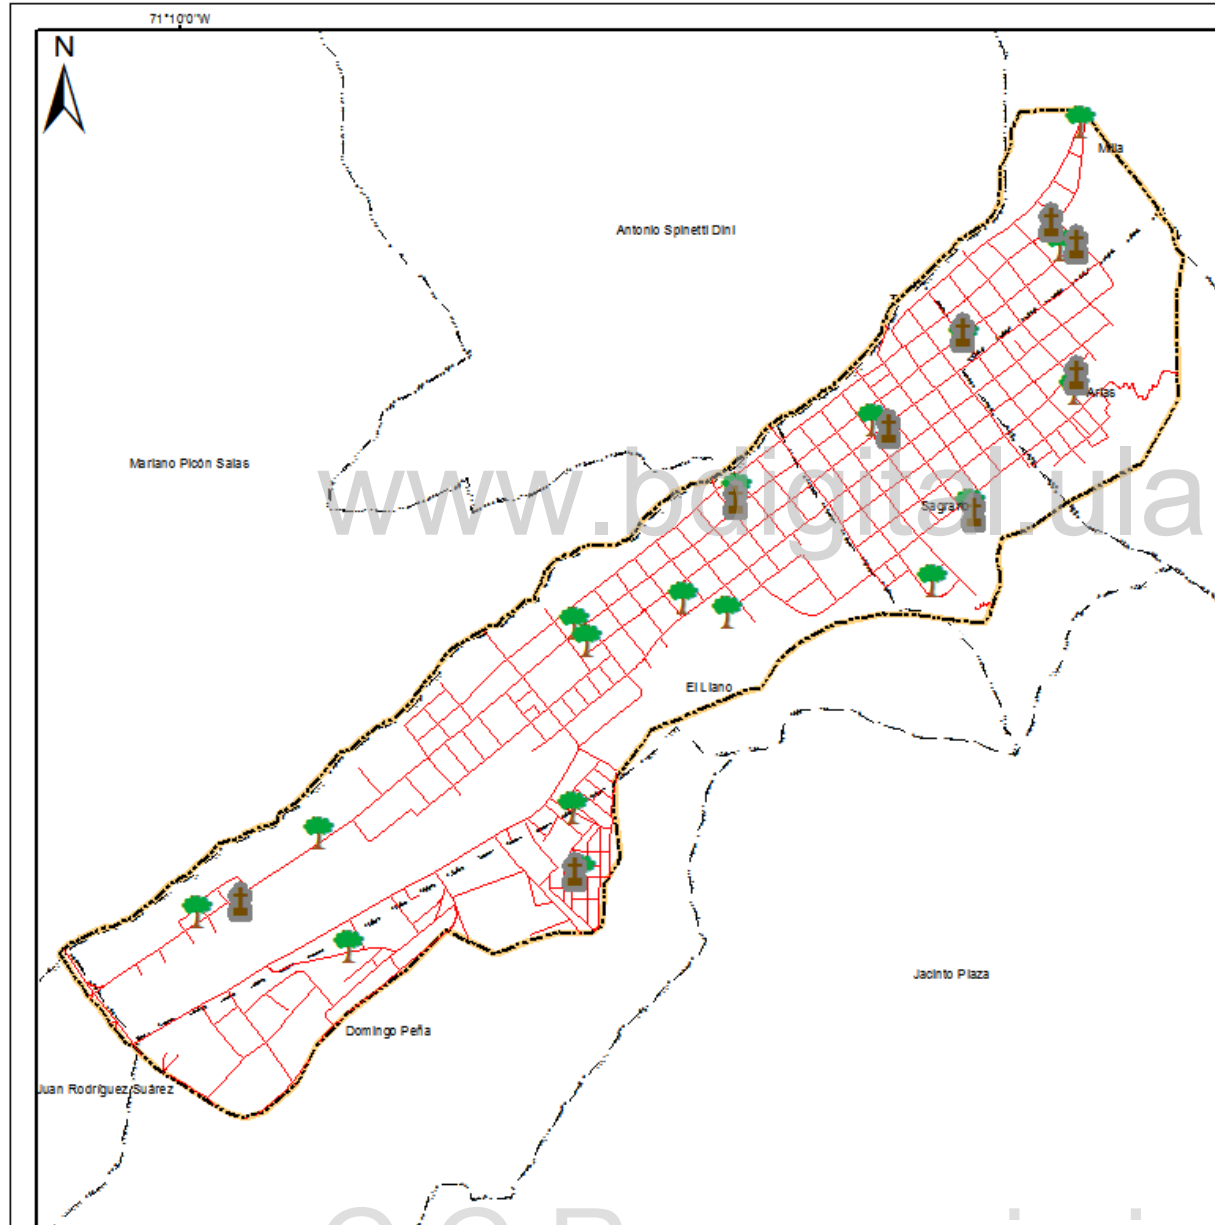 71°10'0"W
N
Milla
Antonio Spinetti Dini
Arias
Mariano Picón Salas
www.bdigital.ula
Sagrario
El Llano
Jacinto Plaza
Domingo Peña
Juan Rodríguez Suárez